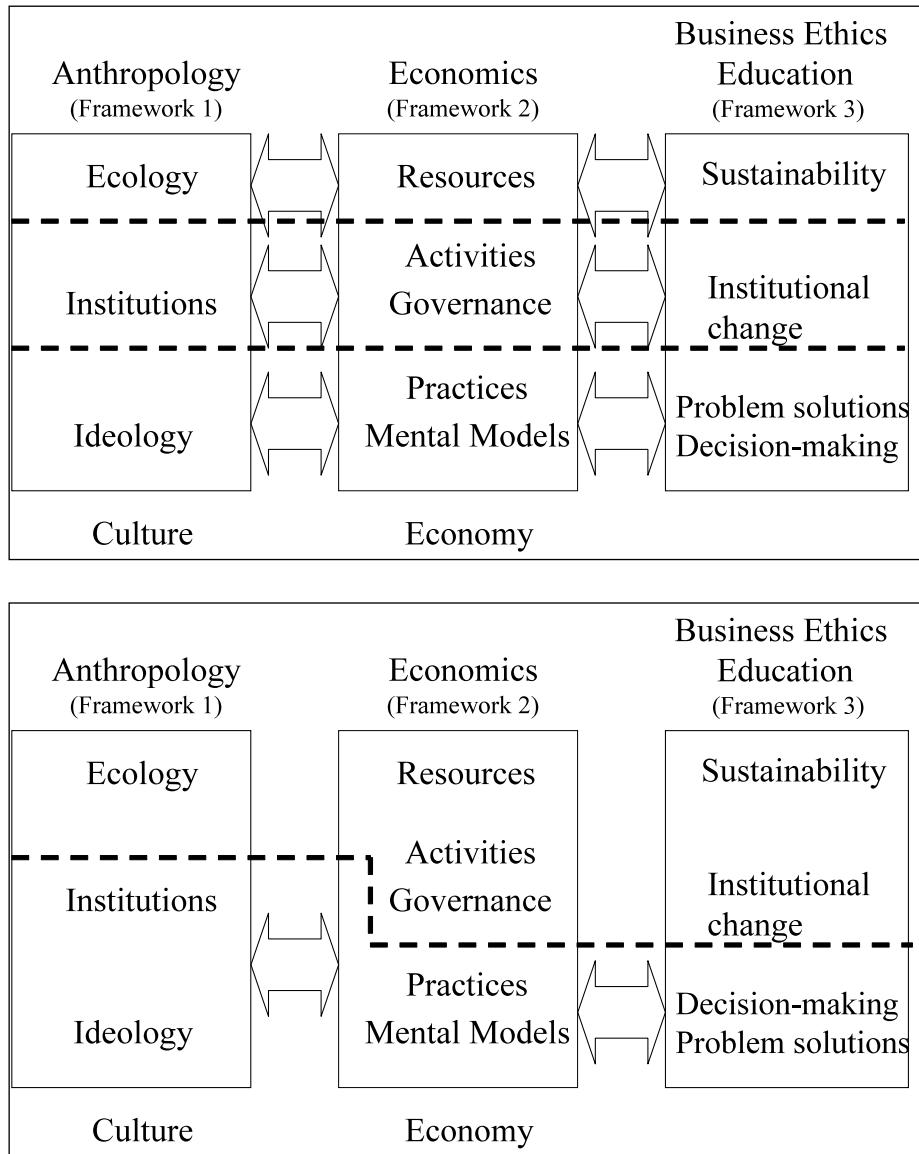 Anthropology
(Framework 1)
Economics
(Framework 2)
Business Ethics
Education
(Framework 3)
Ecology
Resources
Sustainability
Institutions
Activities
Governance
Institutional
change
Ideology
Practices
Mental Models
Problem solutions
Decision-making
Culture
Economy
Anthropology
(Framework 1)
Economics
(Framework 2)
Business Ethics
Education
(Framework 3)
Ecology
Resources
Sustainability
Institutions
Activities
Governance
Institutional
change
Ideology
Practices
Mental Models
Decision-making
Problem solutions
Culture
Economy